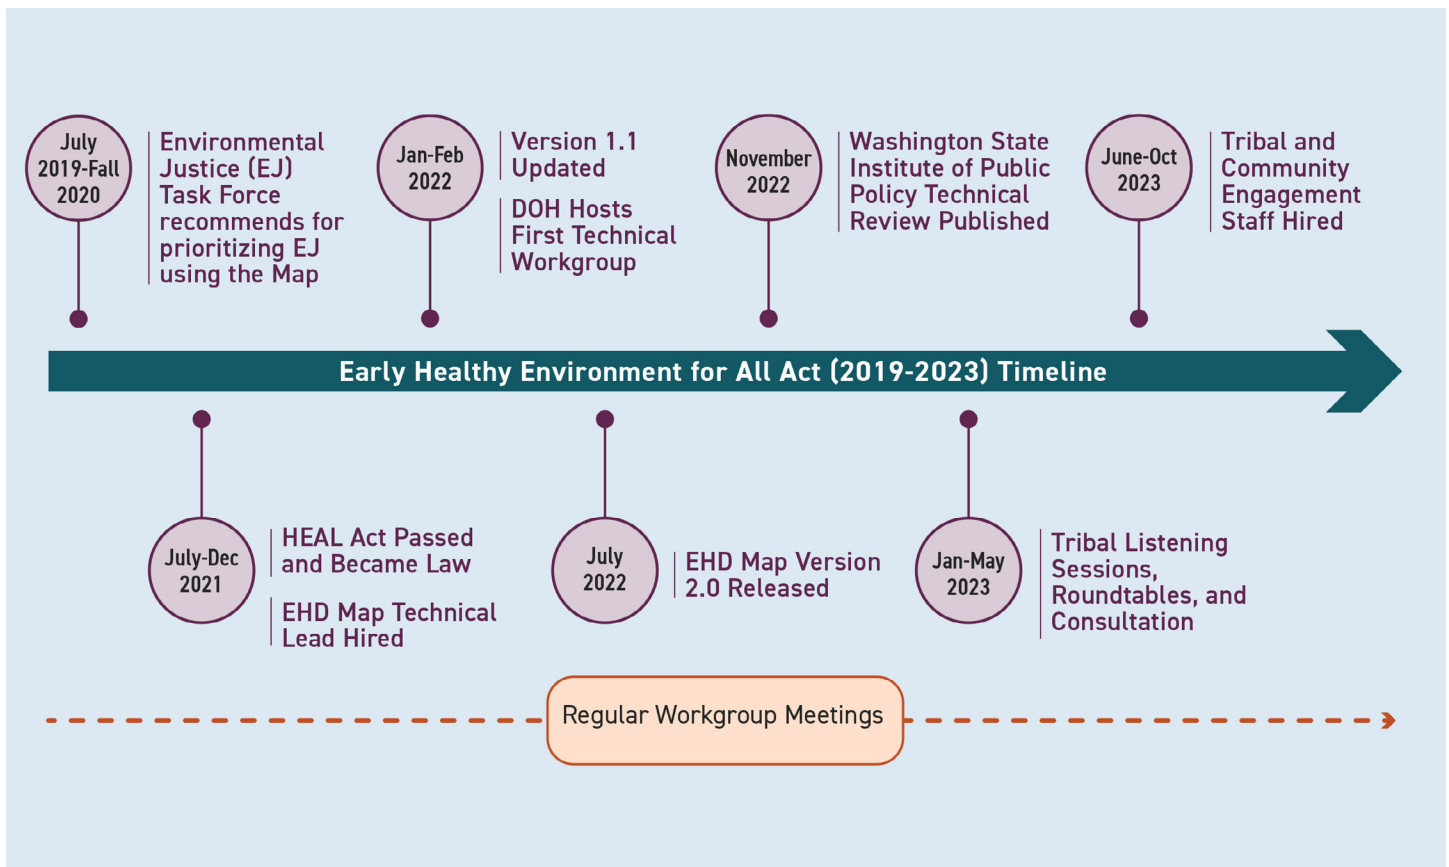 July
2019-Fall
2020
Environmental
Justice (EJ)
Task Force
recommends for
prioritizing EJ
using the Map
Jan-Feb
2022
Version 1.1
Updated
DOH Hosts
First Technical
Workgroup
November
2022
Washington State
Institute of Public
Policy Technical
Review Published
June-Oct
2023
Tribal and
Community
Engagement
Staff Hired
Early Healthy Environment for All Act (2019-2023) Timeline
July-Dec
2021
HEAL Act Passed
and Became Law
EHD Map Technical
Lead Hired
July
2022
EHD Map Version
2.0 Released
Jan-May
2023
Tribal Listening
Sessions,
Roundtables, and
Consultation
Regular Workgroup Meetings